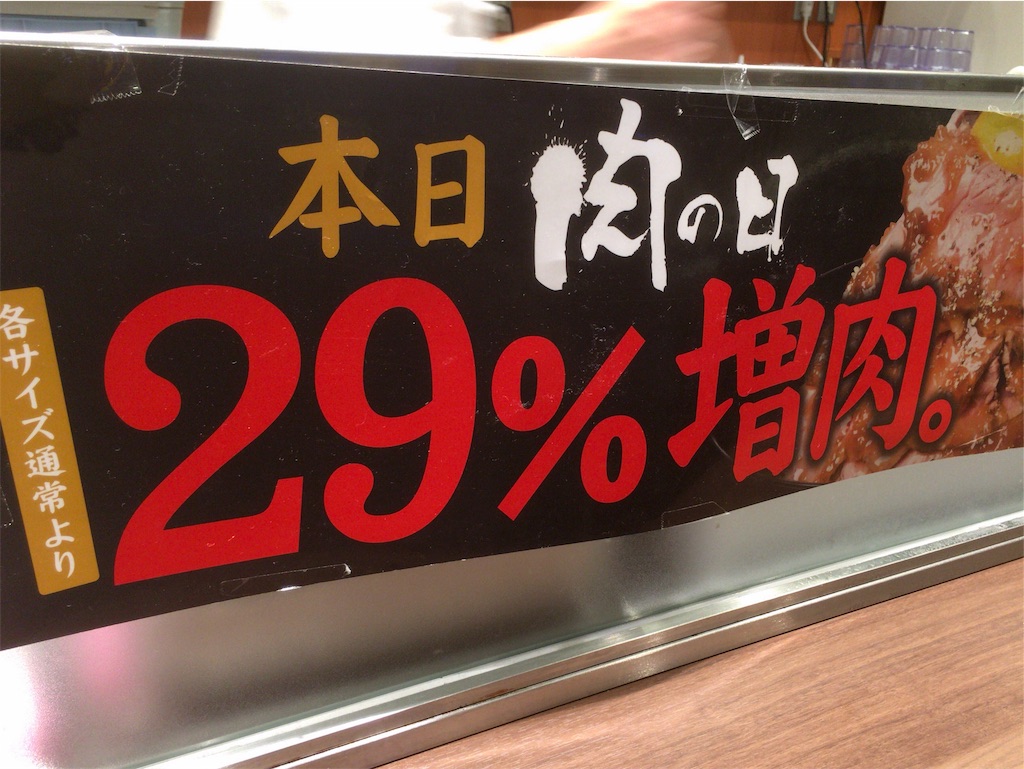 本日 肉の日
各サイズ通常より
29%増肉。